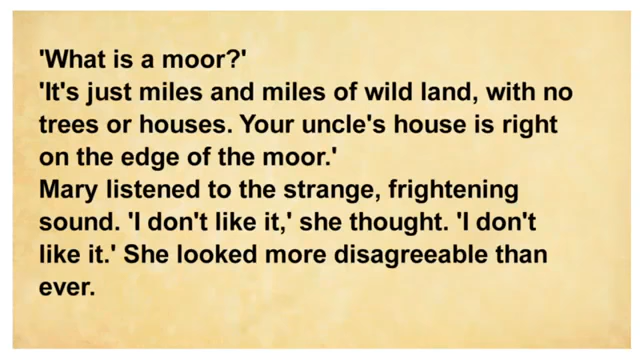 'What is a moor?'
'It's just miles and miles of wild land, with no
trees or houses. Your uncle's house is right
on the edge of the moor.'
Mary listened to the strange, frightening
sound. 'I don't like it,' she thought. 'I don't
like it.' She looked more disagreeable than
ever.